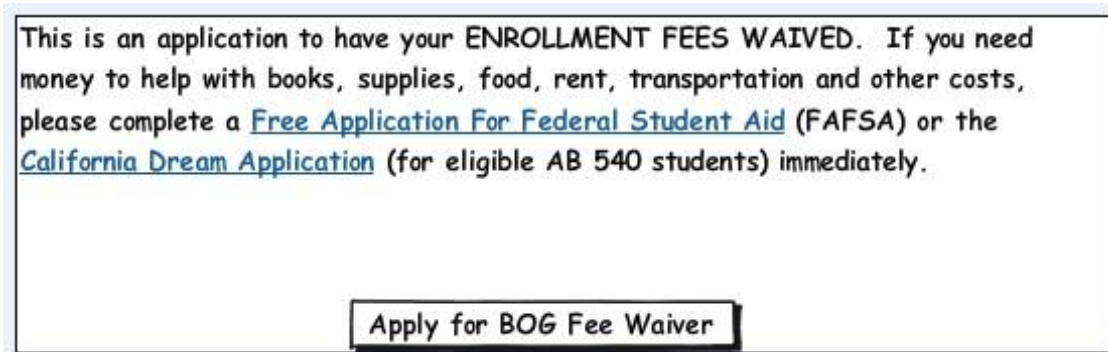 This is an application to have your ENROLLMENT FEES WAIVED. If you need
money to help with books, supplies, food, rent, transportation and other costs,
please complete a Free Application For Federal Student Aid (FAFSA) or the
California Dream Application (for eligible AB 540 students) immediately.
Apply for BOG Fee Waiver